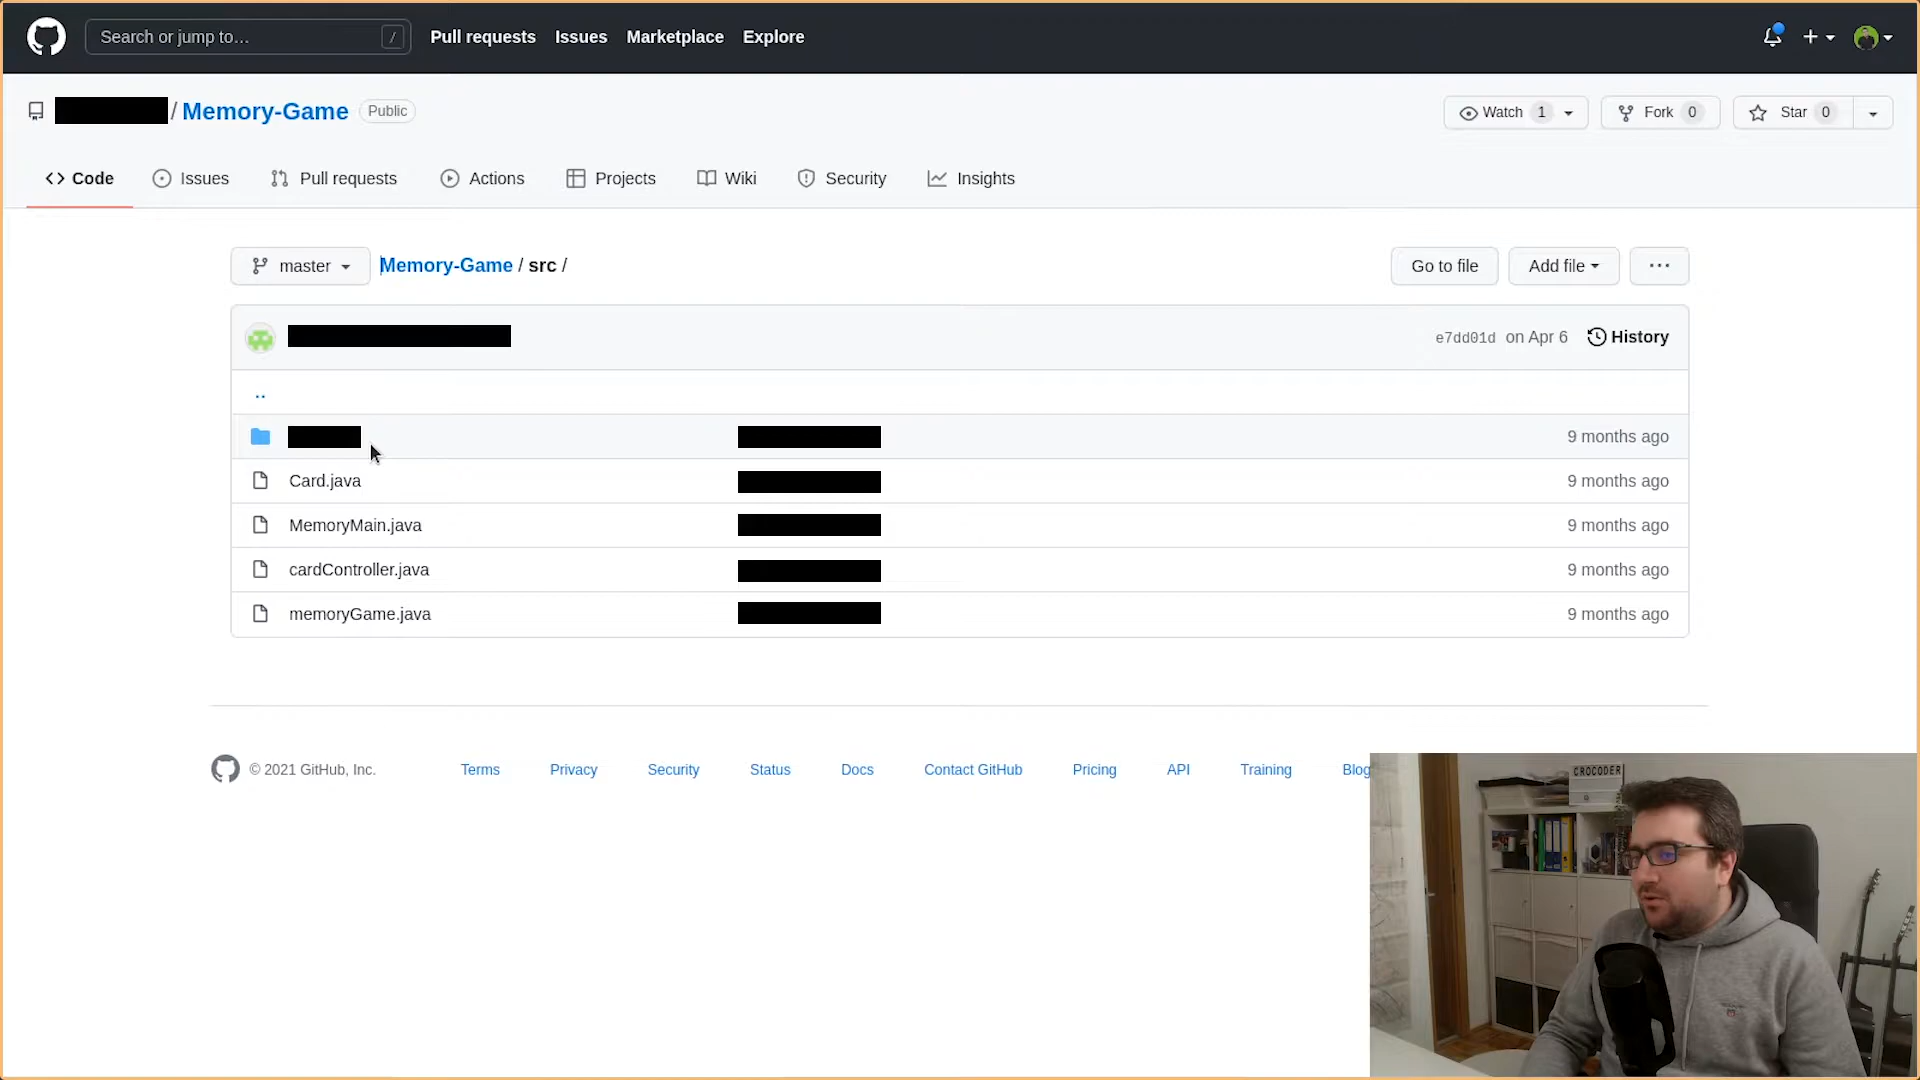 Search or jump to… / Pull requests Issues Marketplace Explore
/ Memory-Game Public Watch 1 Fork 0 Star 0
Code Issues Pull requests Actions Projects Wiki Security Insights
master Memory-Game / src / Go to file Add file ···
e7dd01d on Apr 6 History
..
9 months ago
Card.java 9 months ago
MemoryMain.java 9 months ago
cardController.java 9 months ago
memoryGame.java 9 months ago
© 2021 GitHub, Inc. Terms Privacy Security Status Docs Contact GitHub Pricing API Training Blog
CROCODER